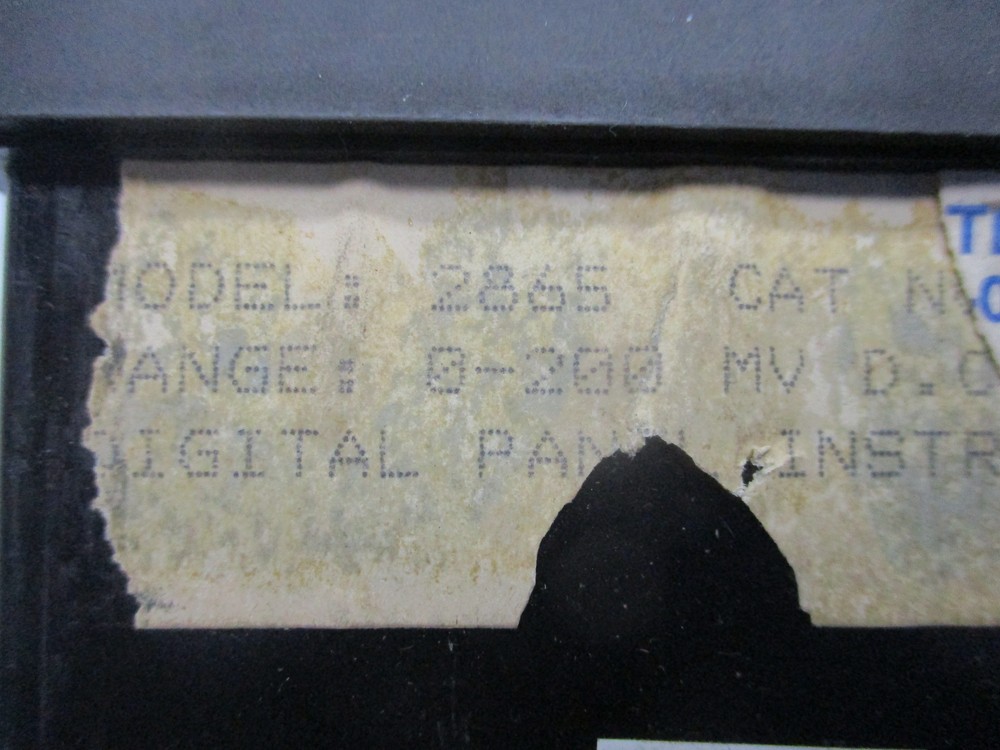 MODEL: 2865 CAT N
RANGE: 0-200 MV D.C
DIGITAL PANEL INSTR